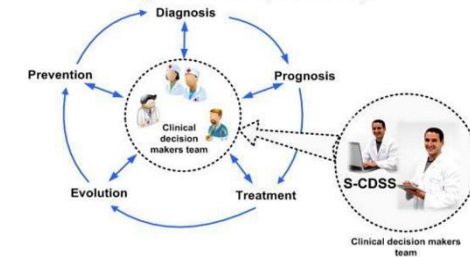 Diagnosis
Prevention
Prognosis
Clinical
decision
makers team
S-CDSS
Evolution
Treatment
Clinical decision makers
team